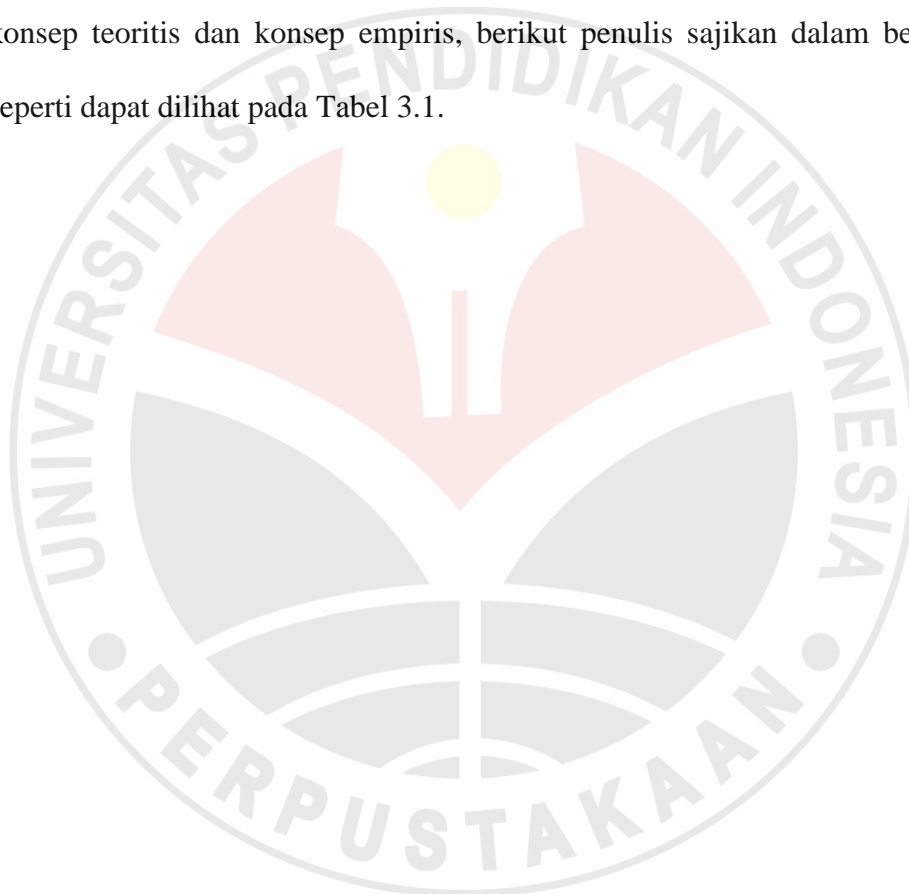 konsep teoritis dan konsep empiris, berikut penulis sajikan dalam be
seperti dapat dilihat pada Tabel 3.1.
UNIVERSITAS PENDIDIKAN INDONESIA
PERPUSTAKAAN